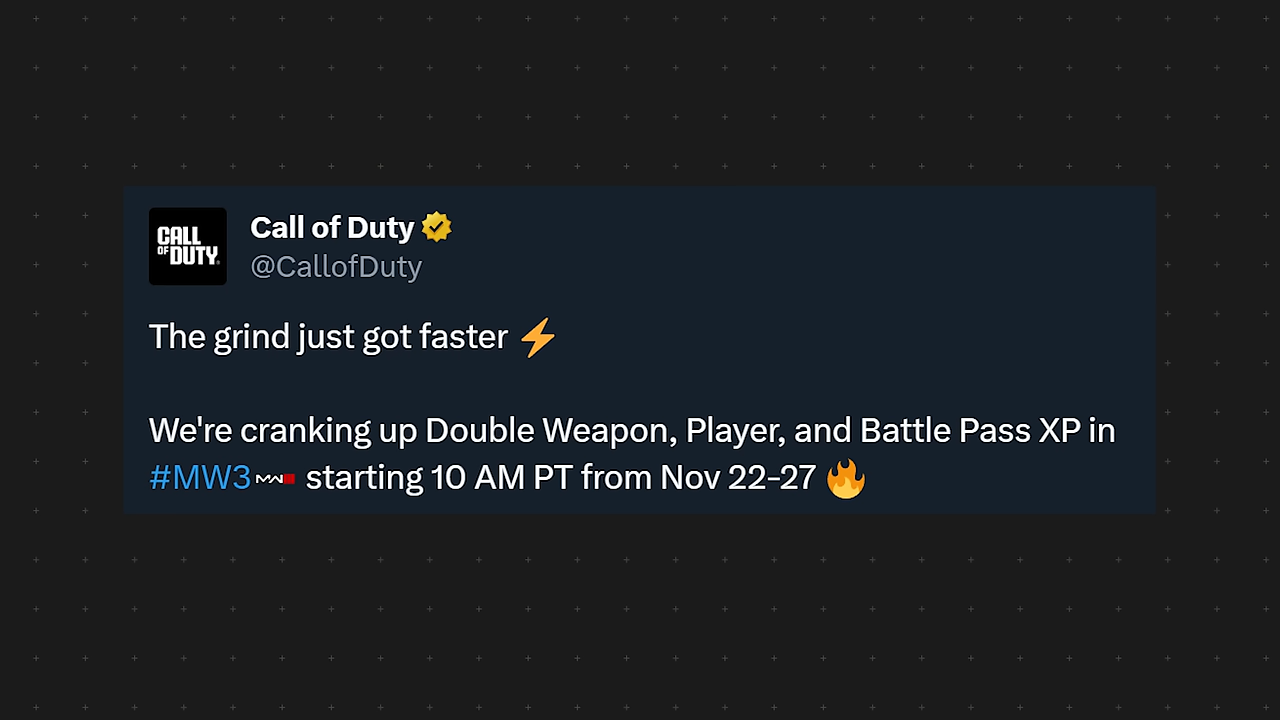 CALL
OF DUTY
Call of Duty
@CallofDuty
The grind just got faster ⚡
We're cranking up Double Weapon, Player, and Battle Pass XP in
#MW3 starting 10 AM PT from Nov 22-27 🔥